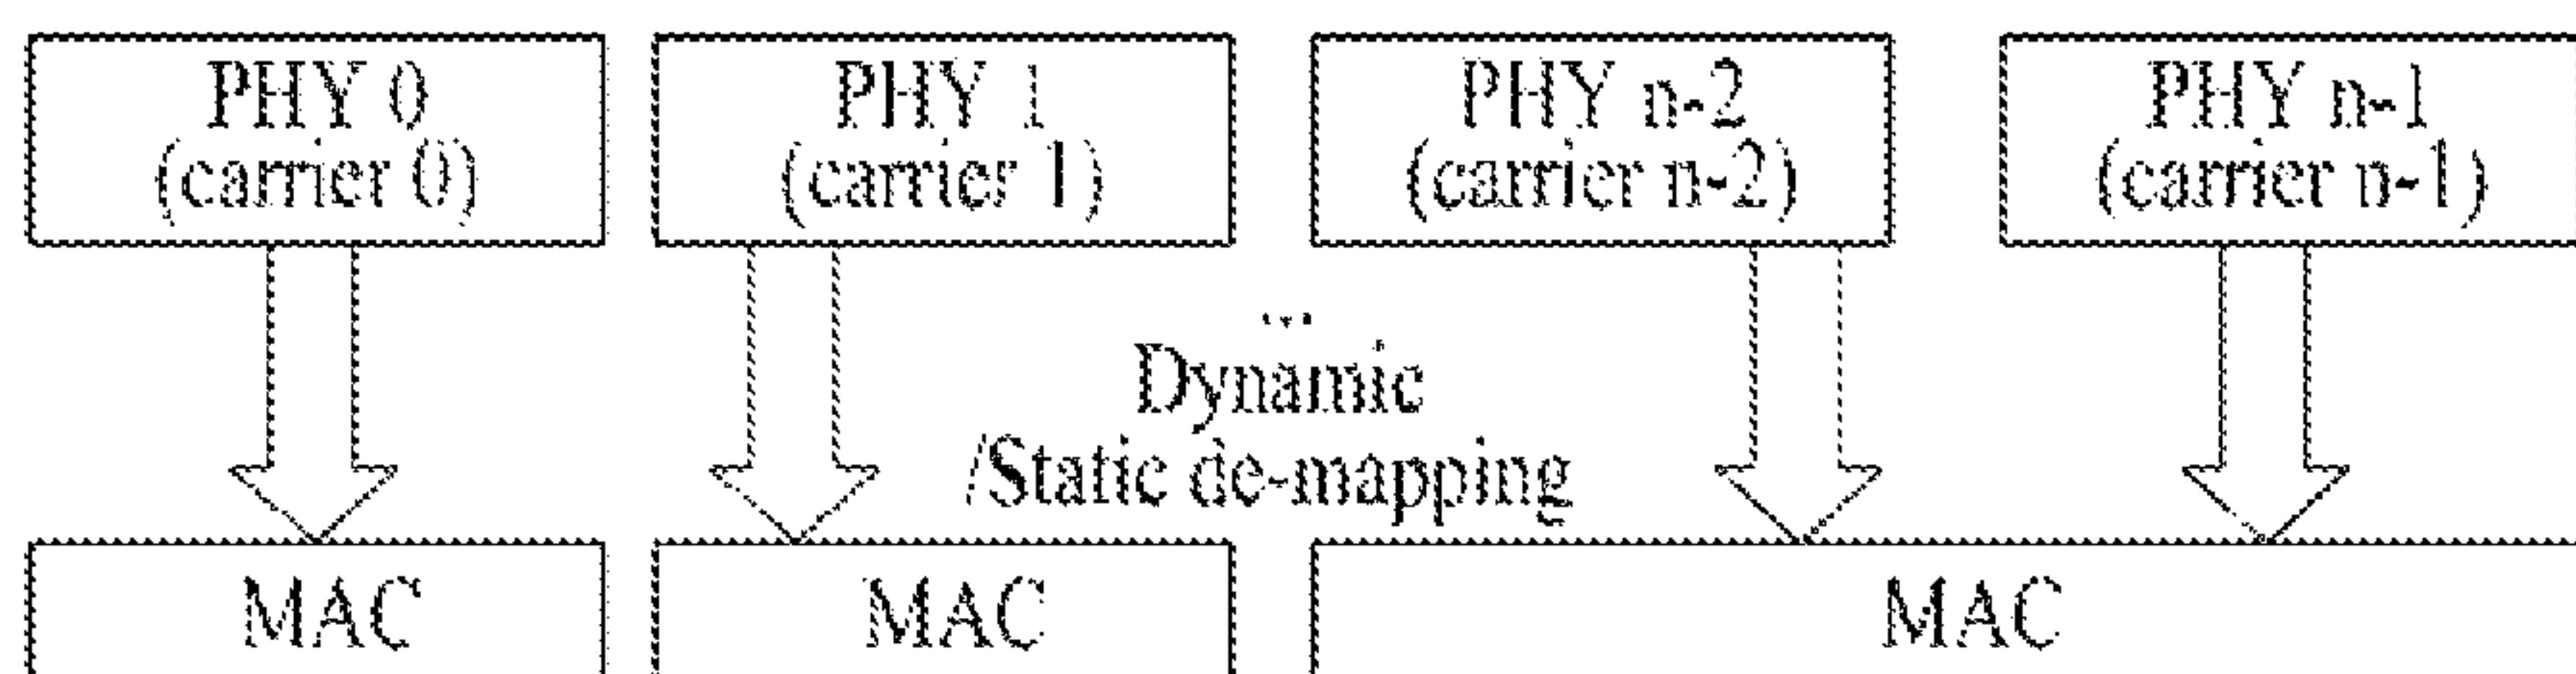 PHY 0
(carrier 0)
PHY 1
(carrier 1)
PHY n-2
(carrier n-2)
PHY n-1
(carrier n-1)
...
Dynamic
/Static de-mapping
MAC
MAC
MAC